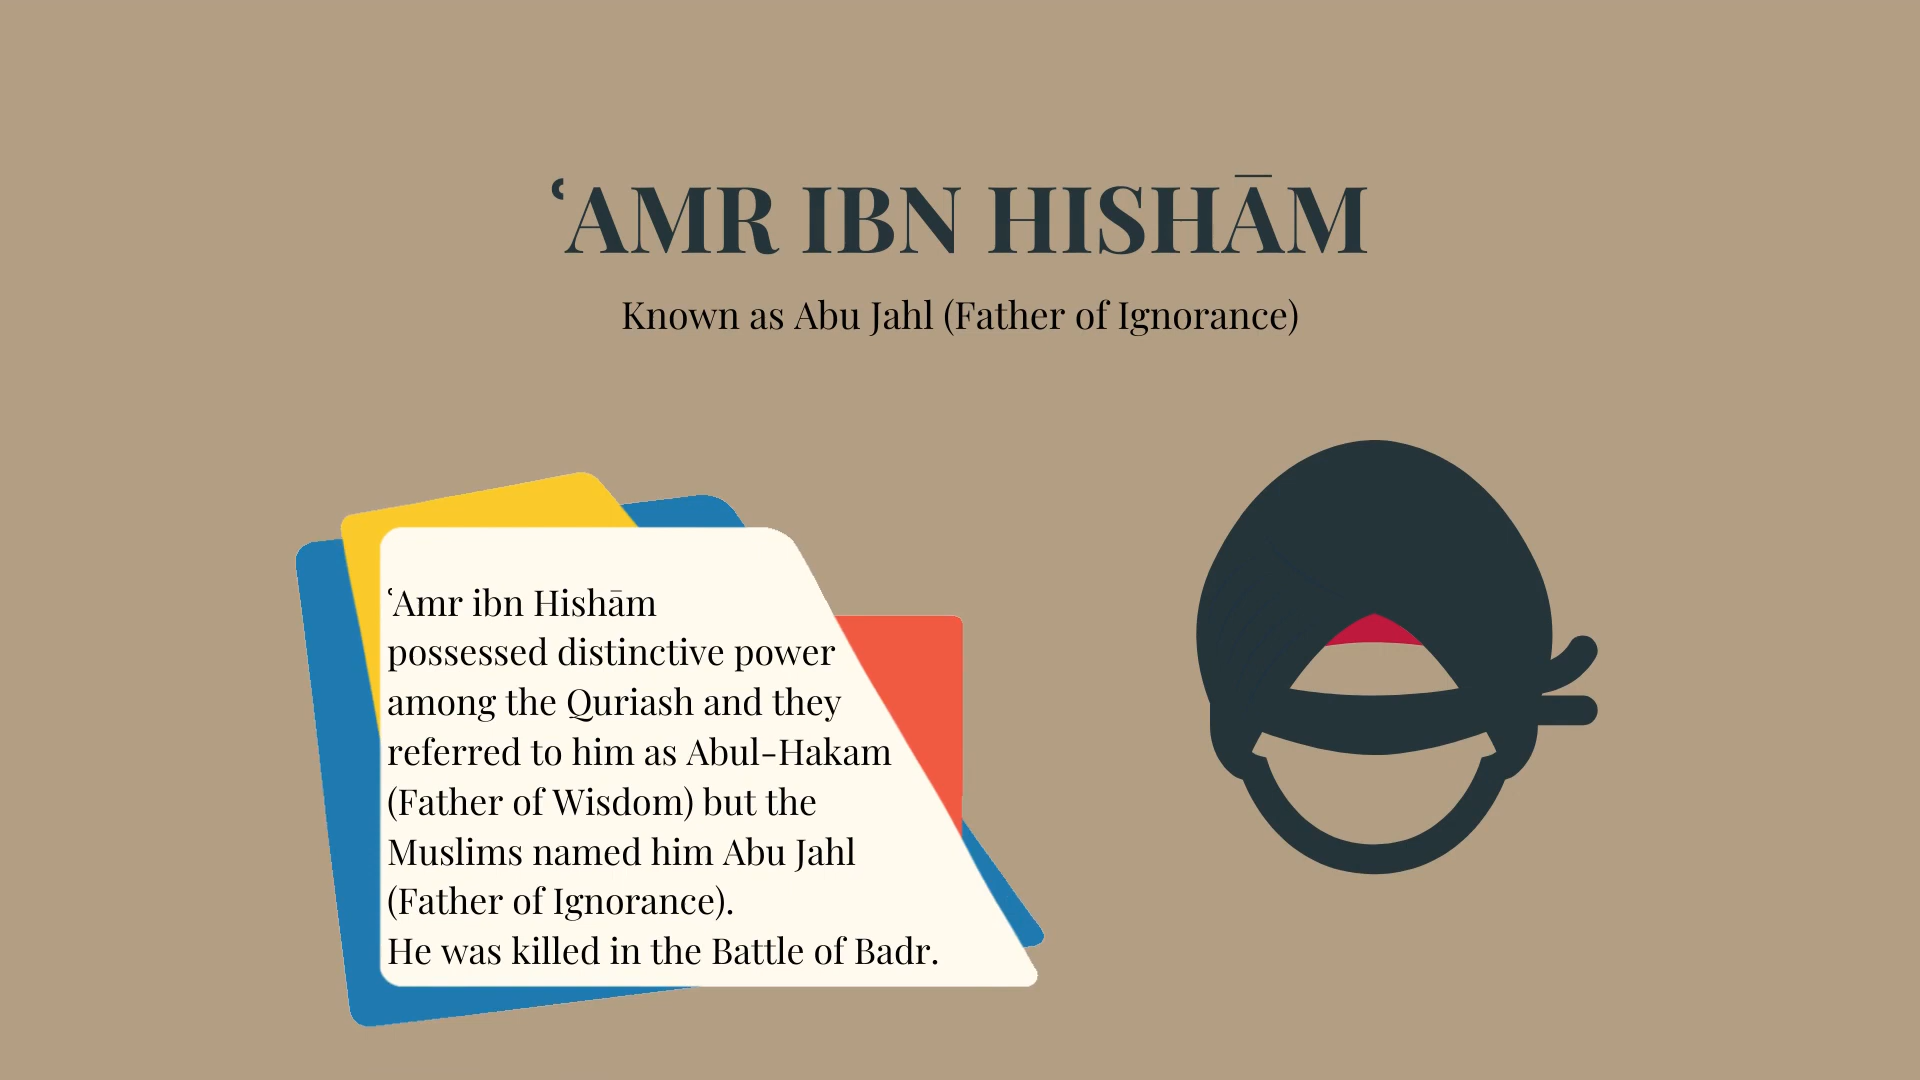 ʿAMR IBN HISHĀM
Known as Abu Jahl (Father of Ignorance)
ʿAmr ibn Hishām
possessed distinctive power
among the Quriash and they
referred to him as Abul-Hakam
(Father of Wisdom) but the
Muslims named him Abu Jahl
(Father of Ignorance).
He was killed in the Battle of Badr.